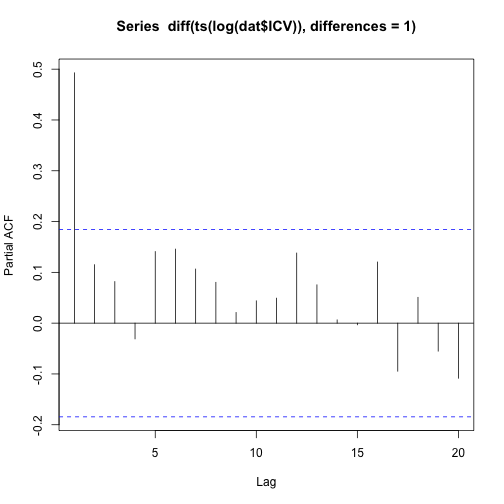 Series  diff(ts(log(dat$ICV)), differences = 1)
Partial ACF
0.5
0.4
0.3
0.2
0.1
0.0
-0.1
-0.2
5 10 15 20
Lag